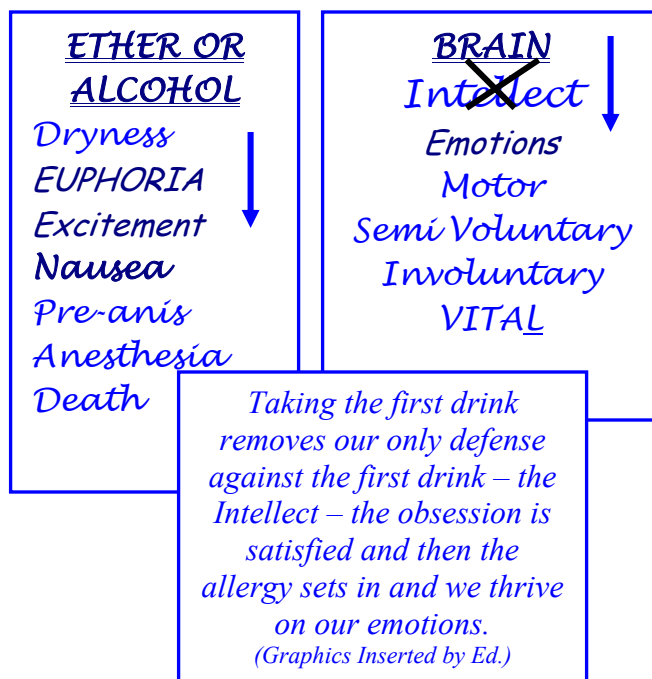 ETHER OR
ALCOHOL
Dryness
EUPHORIA
Excitement
Nausea
Pre-anis
Anesthesia
Death
BRAIN
Intellect
Emotions
Motor
Semi Voluntary
Involuntary
VITAL
Taking the first drink
removes our only defense
against the first drink – the
Intellect – the obsession is
satisfied and then the
allergy sets in and we thrive
on our emotions.
(Graphics Inserted by Ed.)